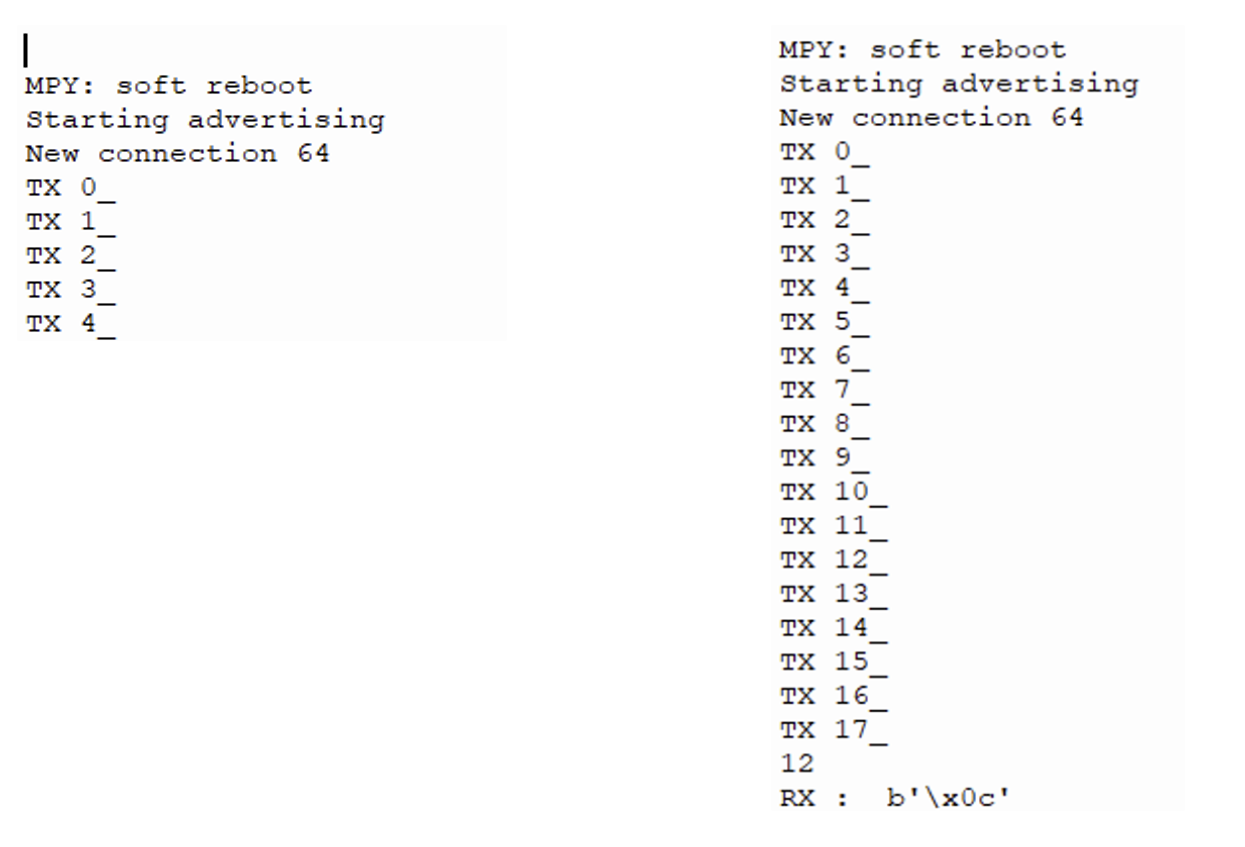 MPY: soft reboot
Starting advertising
New connection 64
TX 0_
TX 1_
TX 2_
TX 3_
TX 4_
MPY: soft reboot
Starting advertising
New connection 64
TX 0_
TX 1_
TX 2_
TX 3_
TX 4_
TX 5_
TX 6_
TX 7_
TX 8_
TX 9_
TX 10_
TX 11_
TX 12_
TX 13_
TX 14_
TX 15_
TX 16_
TX 17_
12
RX :  b'\x0c'